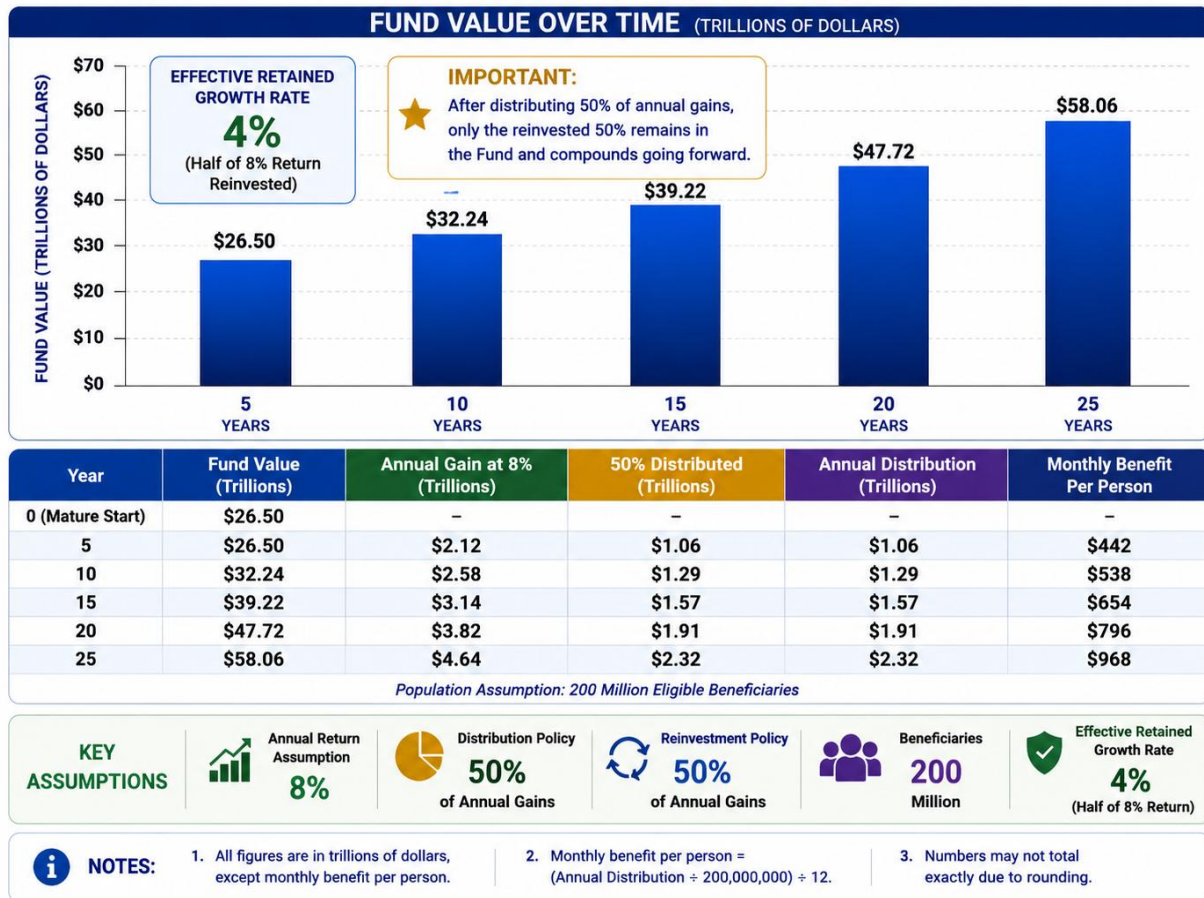 FUND VALUE OVER TIME (TRILLIONS OF DOLLARS)
FUND VALUE (TRILLIONS OF DOLLARS)
$70
$60
$50
$40
$30
$20
$10
$0
EFFECTIVE RETAINED
GROWTH RATE
4%
(Half of 8% Return
Reinvested)
IMPORTANT:
After distributing 50% of annual gains,
only the reinvested 50% remains in
the Fund and compounds going forward.
$26.50
$32.24
$39.22
$47.72
$58.06
5
YEARS
10
YEARS
15
YEARS
20
YEARS
25
YEARS
Year | Fund Value (Trillions) | Annual Gain at 8% (Trillions) | 50% Distributed (Trillions) | Annual Distribution (Trillions) | Monthly Benefit Per Person
0 (Mature Start) | $26.50 | – | – | – | –
5 | $26.50 | $2.12 | $1.06 | $1.06 | $442
10 | $32.24 | $2.58 | $1.29 | $1.29 | $538
15 | $39.22 | $3.14 | $1.57 | $1.57 | $654
20 | $47.72 | $3.82 | $1.91 | $1.91 | $796
25 | $58.06 | $4.64 | $2.32 | $2.32 | $968
Population Assumption: 200 Million Eligible Beneficiaries
KEY
ASSUMPTIONS
Annual Return
Assumption
8%
Distribution Policy
50%
of Annual Gains
Reinvestment Policy
50%
of Annual Gains
Beneficiaries
200
Million
Effective Retained
Growth Rate
4%
(Half of 8% Return)
NOTES:
1. All figures are in trillions of dollars,
except monthly benefit per person.
2. Monthly benefit per person =
(Annual Distribution ÷ 200,000,000) ÷ 12.
3. Numbers may not total
exactly due to rounding.